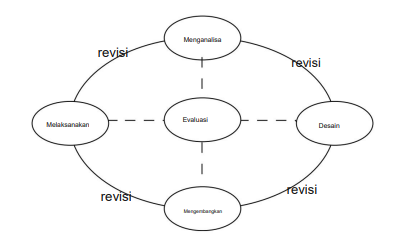 Menganalisa
revisi
revisi
Melaksanakan
Evaluasi
Desain
revisi
revisi
Mengembangkan